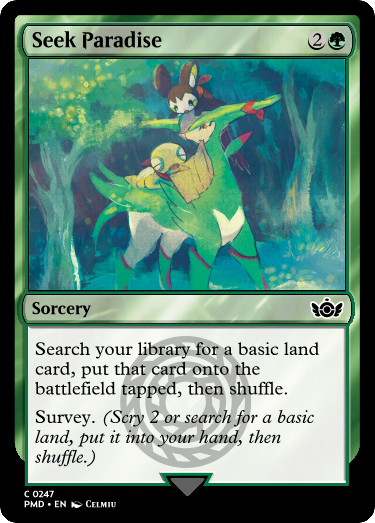 Seek Paradise 2
Sorcery
Search your library for a basic land
card, put that card onto the
battlefield tapped, then shuffle.
Survey. (Scry 2 or search for a basic
land, put it into your hand, then
shuffle.)
C 0247
PMD • EN Celmiu